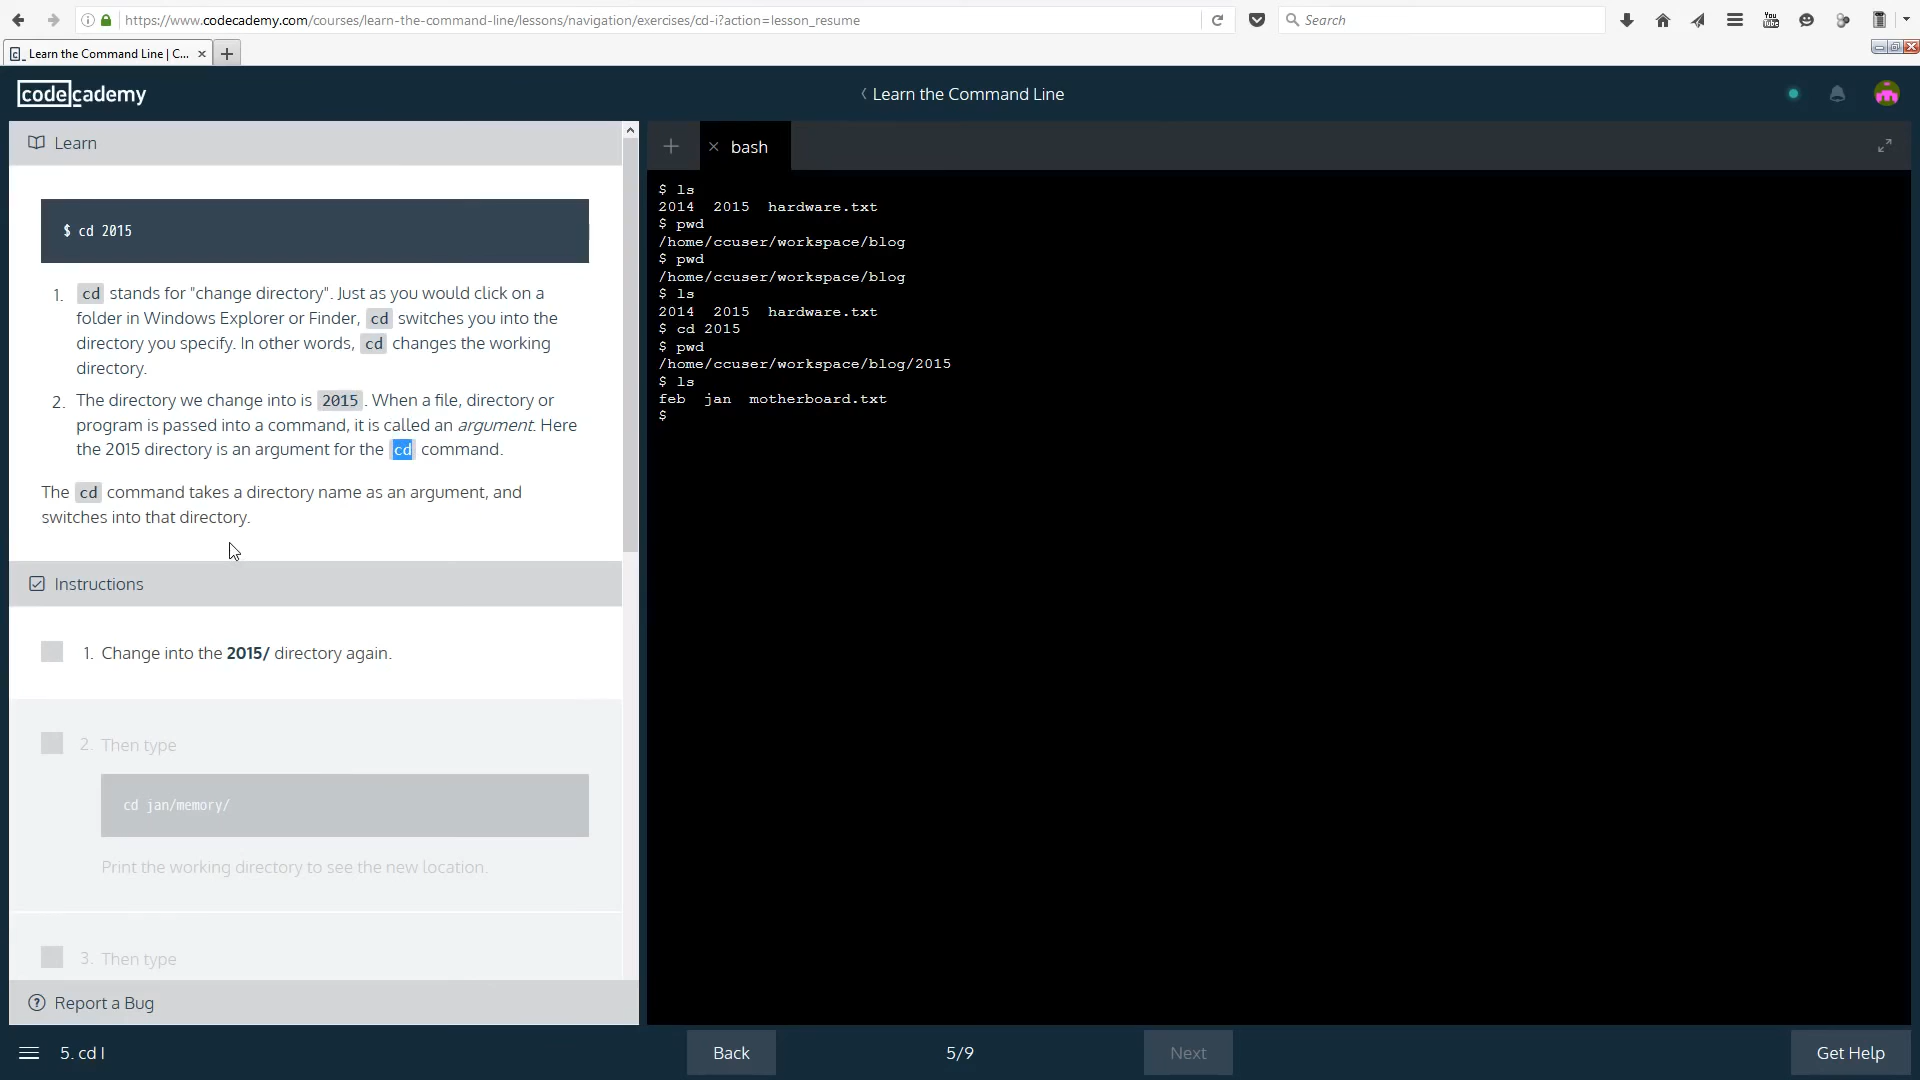 https://www.codecademy.com/courses/learn-the-command-line/lessons/navigation/exercises/cd-i?action=lesson_resume
Search
You
Learn the Command Line | C...
codecademy
Learn the Command Line
Learn
$ cd 2015
1. cd stands for "change directory". Just as you would click on a
folder in Windows Explorer or Finder, cd switches you into the
directory you specify. In other words, cd changes the working
directory.
2. The directory we change into is 2015. When a file, directory or
program is passed into a command, it is called an argument. Here
the 2015 directory is an argument for the cd command.
The cd command takes a directory name as an argument, and
switches into that directory.
Instructions
1. Change into the 2015/ directory again.
2. Then type
cd jan/memory/
Print the working directory to see the new location.
3. Then type
Report a Bug
bash
$ ls
2014 2015 hardware.txt
$ pwd
/home/ccuser/workspace/blog
$ pwd
/home/ccuser/workspace/blog
$ ls
2014 2015 hardware.txt
$ cd 2015
$ pwd
/home/ccuser/workspace/blog/2015
$ ls
feb jan motherboard.txt
$
5. cd I
Back
5/9
Next
Get Help